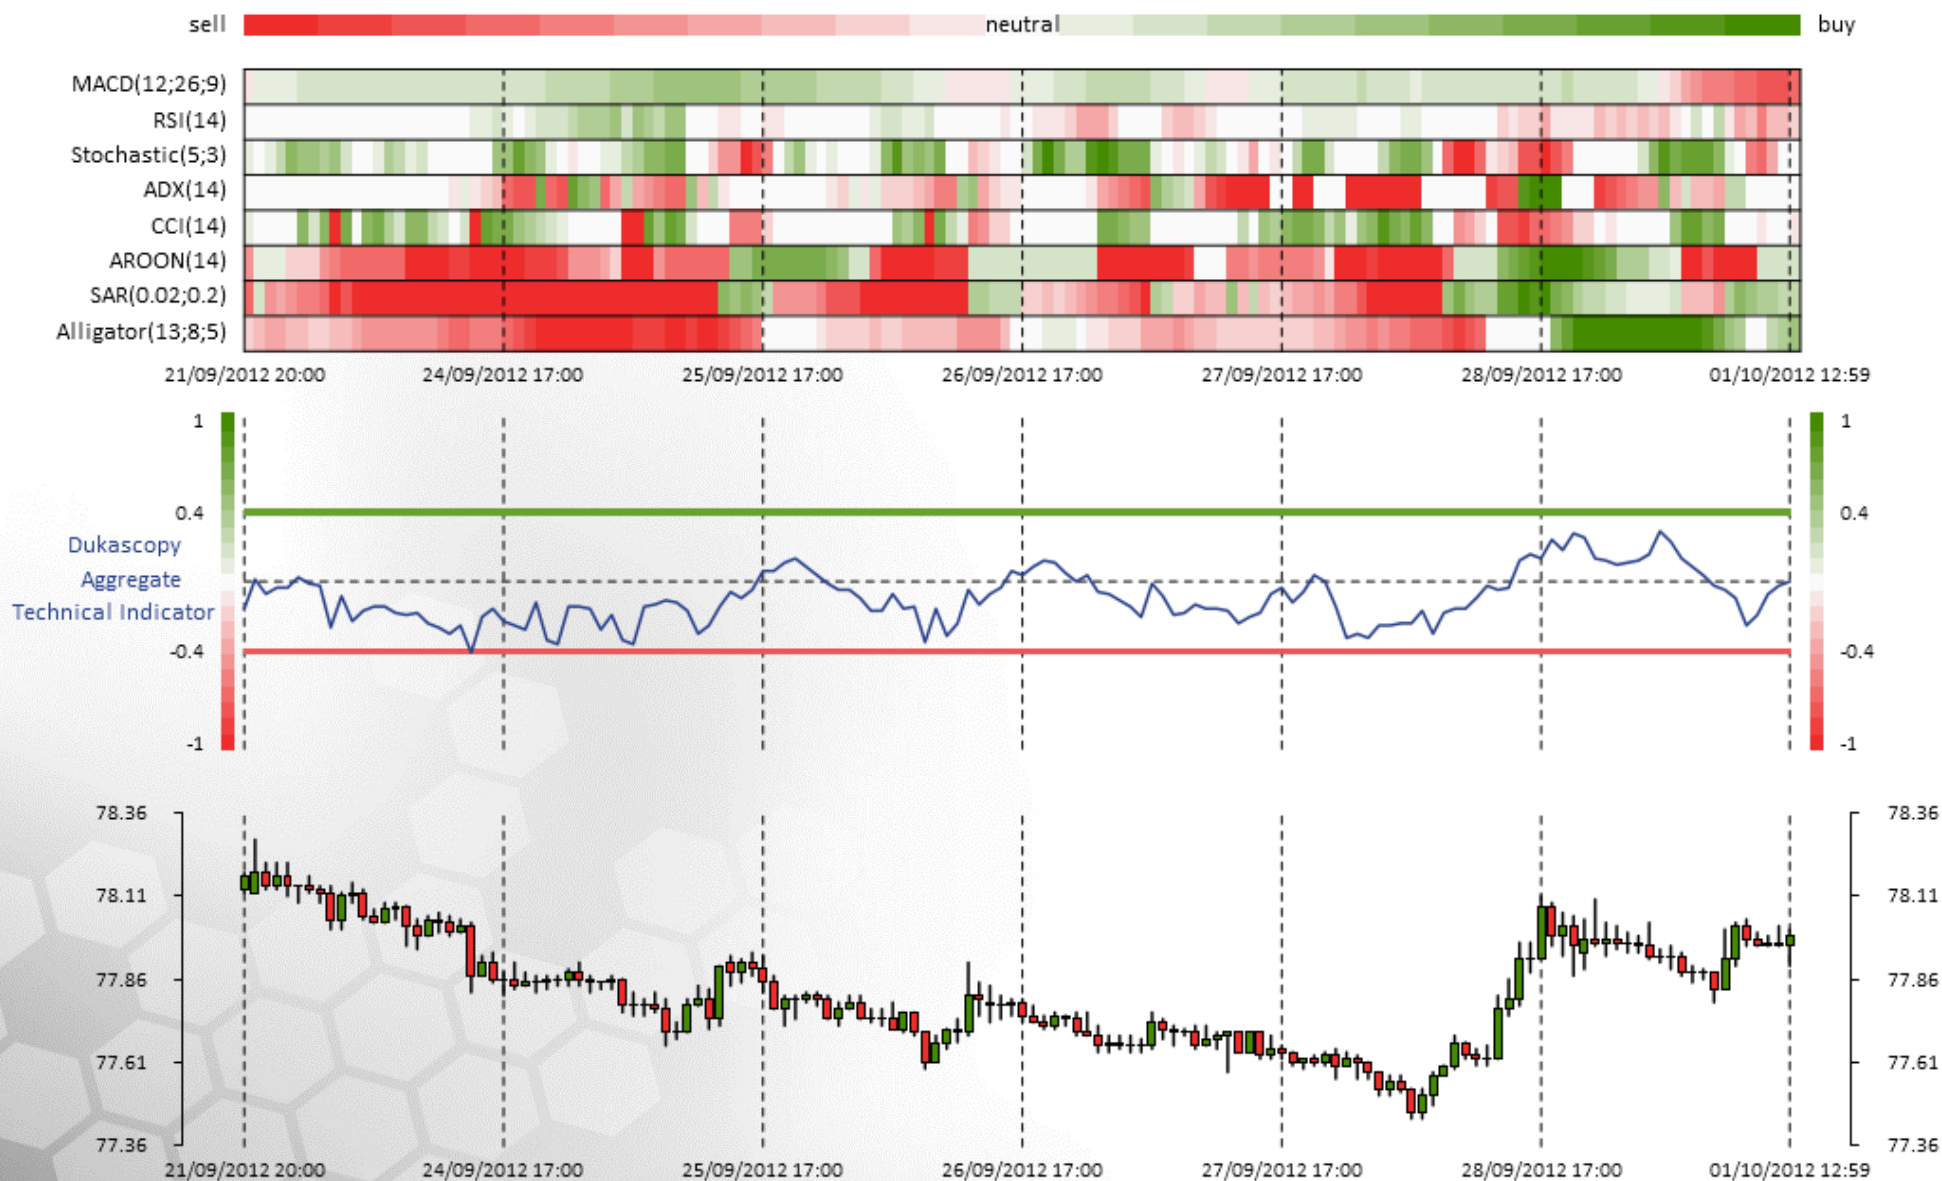 sell neutral buy
MACD(12;26;9)
RSI(14)
Stochastic(5;3)
ADX(14)
CCI(14)
AROON(14)
SAR(0.02;0.2)
Alligator(13;8;5)
21/09/2012 20:00 24/09/2012 17:00 25/09/2012 17:00 26/09/2012 17:00 27/09/2012 17:00 28/09/2012 17:00 01/10/2012 12:59
1 1
0.4 0.4
Dukascopy
Aggregate
Technical Indicator
-0.4 -0.4
-1 -1
78.36 78.36
78.11 78.11
77.86 77.86
77.61 77.61
77.36 77.36
21/09/2012 20:00 24/09/2012 17:00 25/09/2012 17:00 26/09/2012 17:00 27/09/2012 17:00 28/09/2012 17:00 01/10/2012 12:59